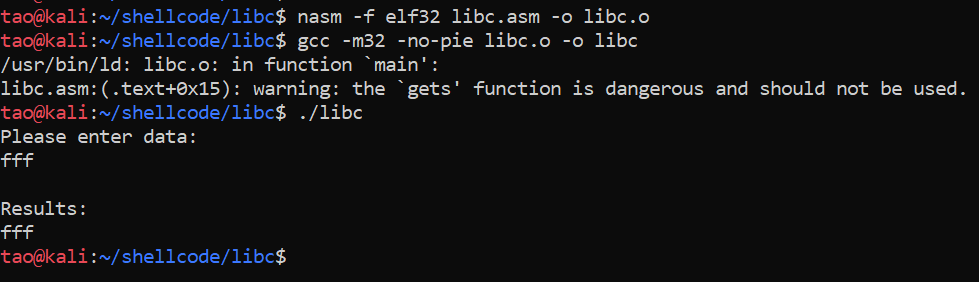 tao@kali:~/shellcode/libc$ nasm -f elf32 libc.asm -o libc.o
tao@kali:~/shellcode/libc$ gcc -m32 -no-pie libc.o -o libc
/usr/bin/ld: libc.o: in function `main':
libc.asm:(.text+0x15): warning: the `gets' function is dangerous and should not be used.
tao@kali:~/shellcode/libc$ ./libc
Please enter data:
fff
Results:
fff
tao@kali:~/shellcode/libc$